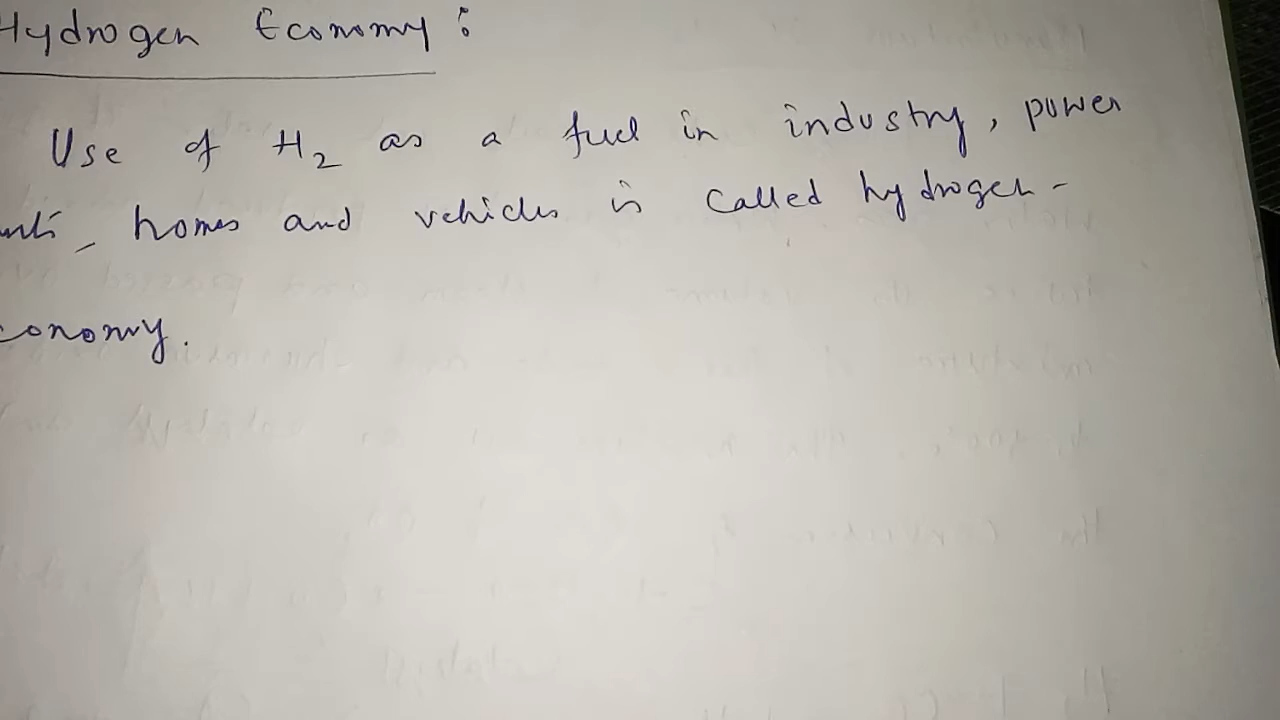 Hydrogen Economy :
Use of H₂ as a fuel in industry, power
homes and vehicles is called hydrogen-
conomy.